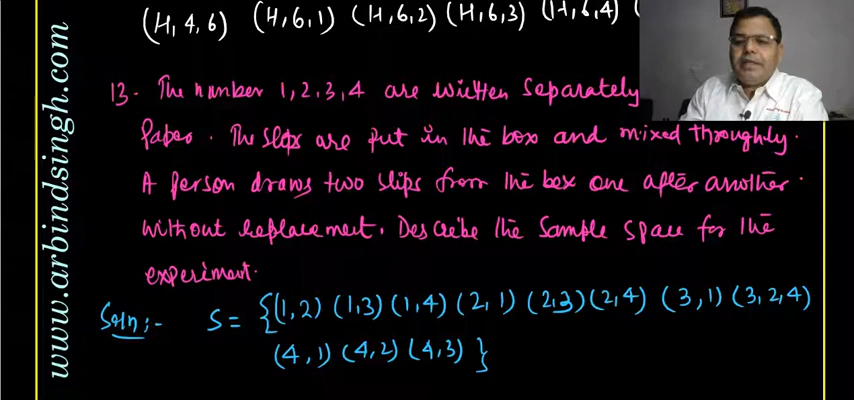 (H, 4, 6) (H, 6, 1) (H, 6, 2) (H, 6, 3) (H, 6, 4) (
13. The number 1, 2, 3, 4 are written separately
Paper. The slips are put in the box and mixed throughly.
A person draws two slips from the box one after another.
without replacement. Describe the sample space for the
experiment.
Soln:- S = {(1, 2) (1, 3) (1, 4) (2, 1) (2, 3) (2, 4) (3, 1) (3, 2, 4)
(4, 1) (4, 2) (4, 3) }
www.arbindsingh.com